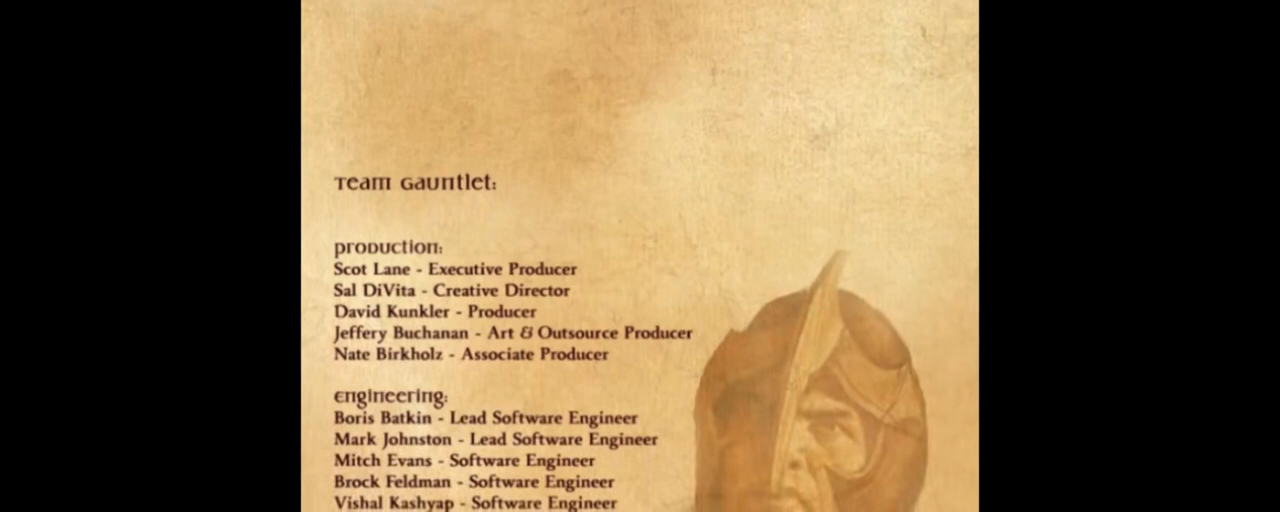 Team Gauntlet:
Production:
Scot Lane - Executive Producer
Sal DiVita - Creative Director
David Kunkler - Producer
Jeffery Buchanan - Art & Outsource Producer
Nate Birkholz - Associate Producer
Engineering:
Boris Batkin - Lead Software Engineer
Mark Johnston - Lead Software Engineer
Mitch Evans - Software Engineer
Brock Feldman - Software Engineer
Vishal Kashyap - Software Engineer